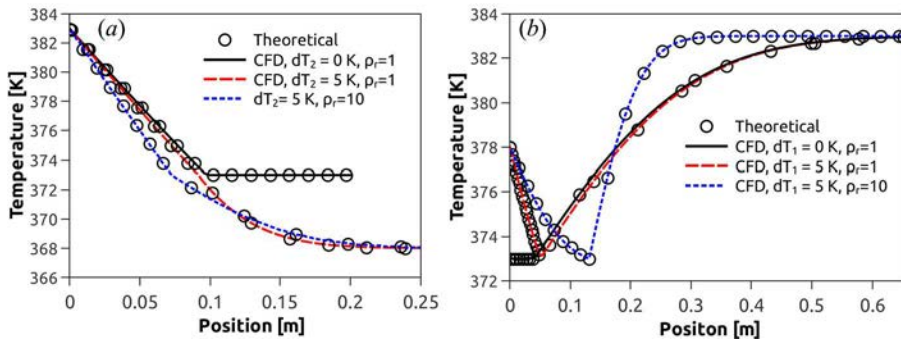 (a)
384
382
380
378
376
374
372
370
368
366
Temperature [K]
0
0.05
0.1
0.15
0.2
0.25
Position [m]
Theoretical
CFD, dT2 = 0 K, ρr=1
CFD, dT2 = 5 K, ρr=1
dT2= 5 K, ρr=10
(b)
384
382
380
378
376
374
372
Temperature [K]
0
0.1
0.2
0.3
0.4
0.5
0.6
Positon [m]
Theoretical
CFD, dT1 = 0 K, ρr=1
CFD, dT1 = 5 K, ρr=1
CFD, dT1 = 5 K, ρr=10